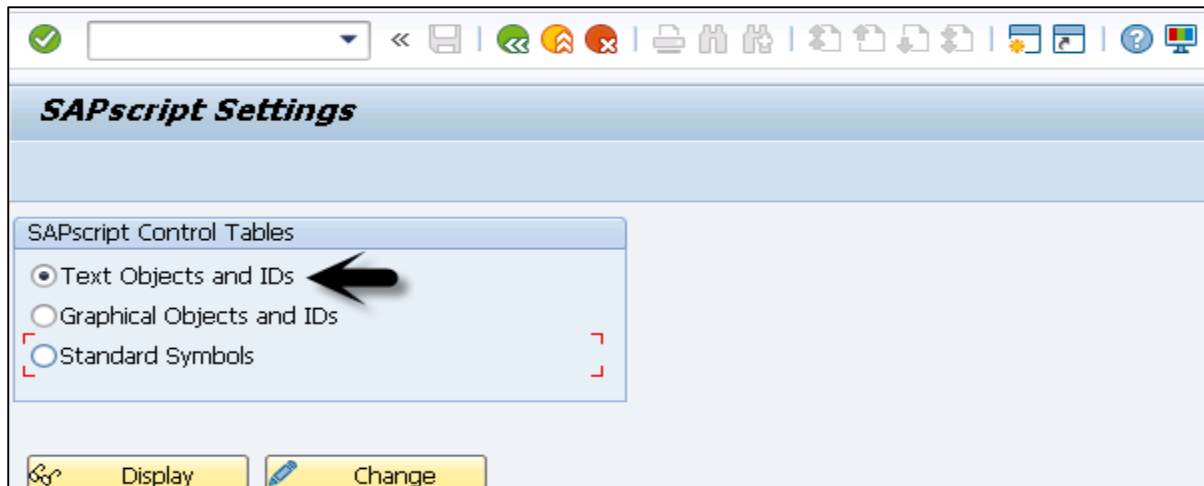 SAPscript Settings
SAPscript Control Tables
Text Objects and IDs
Graphical Objects and IDs
Standard Symbols
Display Change